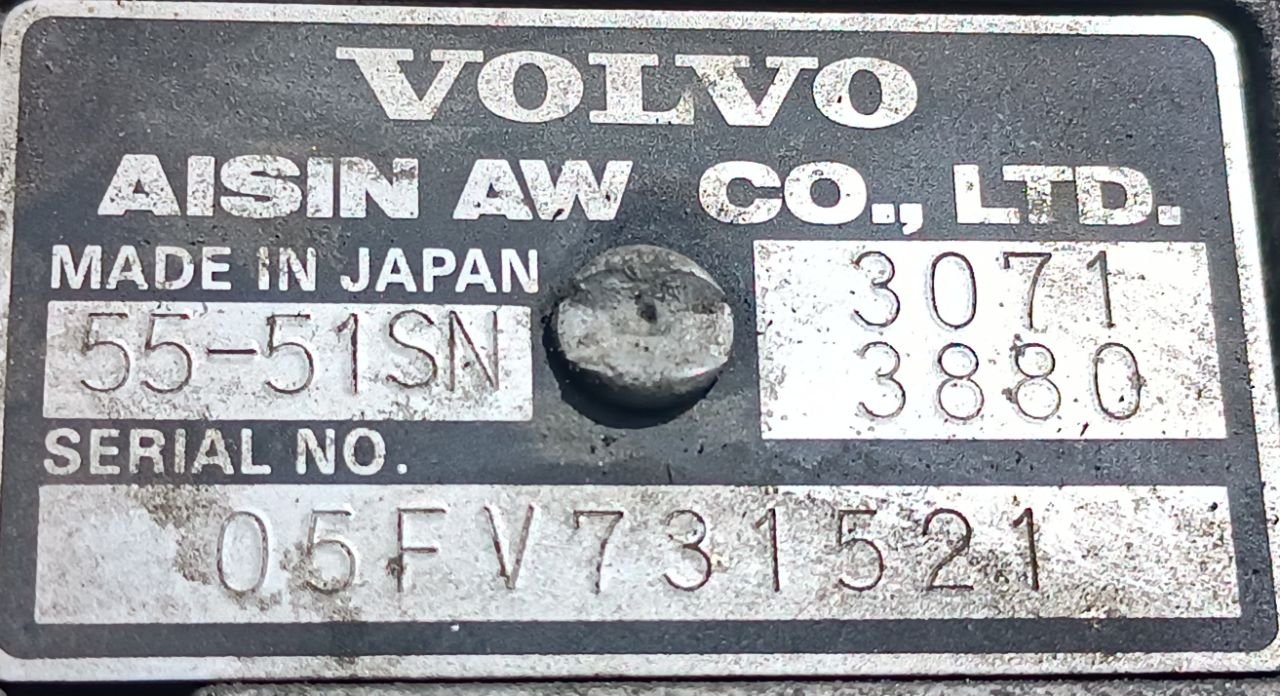 VOLVO
AISIN AW CO., LTD.
MADE IN JAPAN
55-51SN
3071
3880
SERIAL NO.
05FV731521